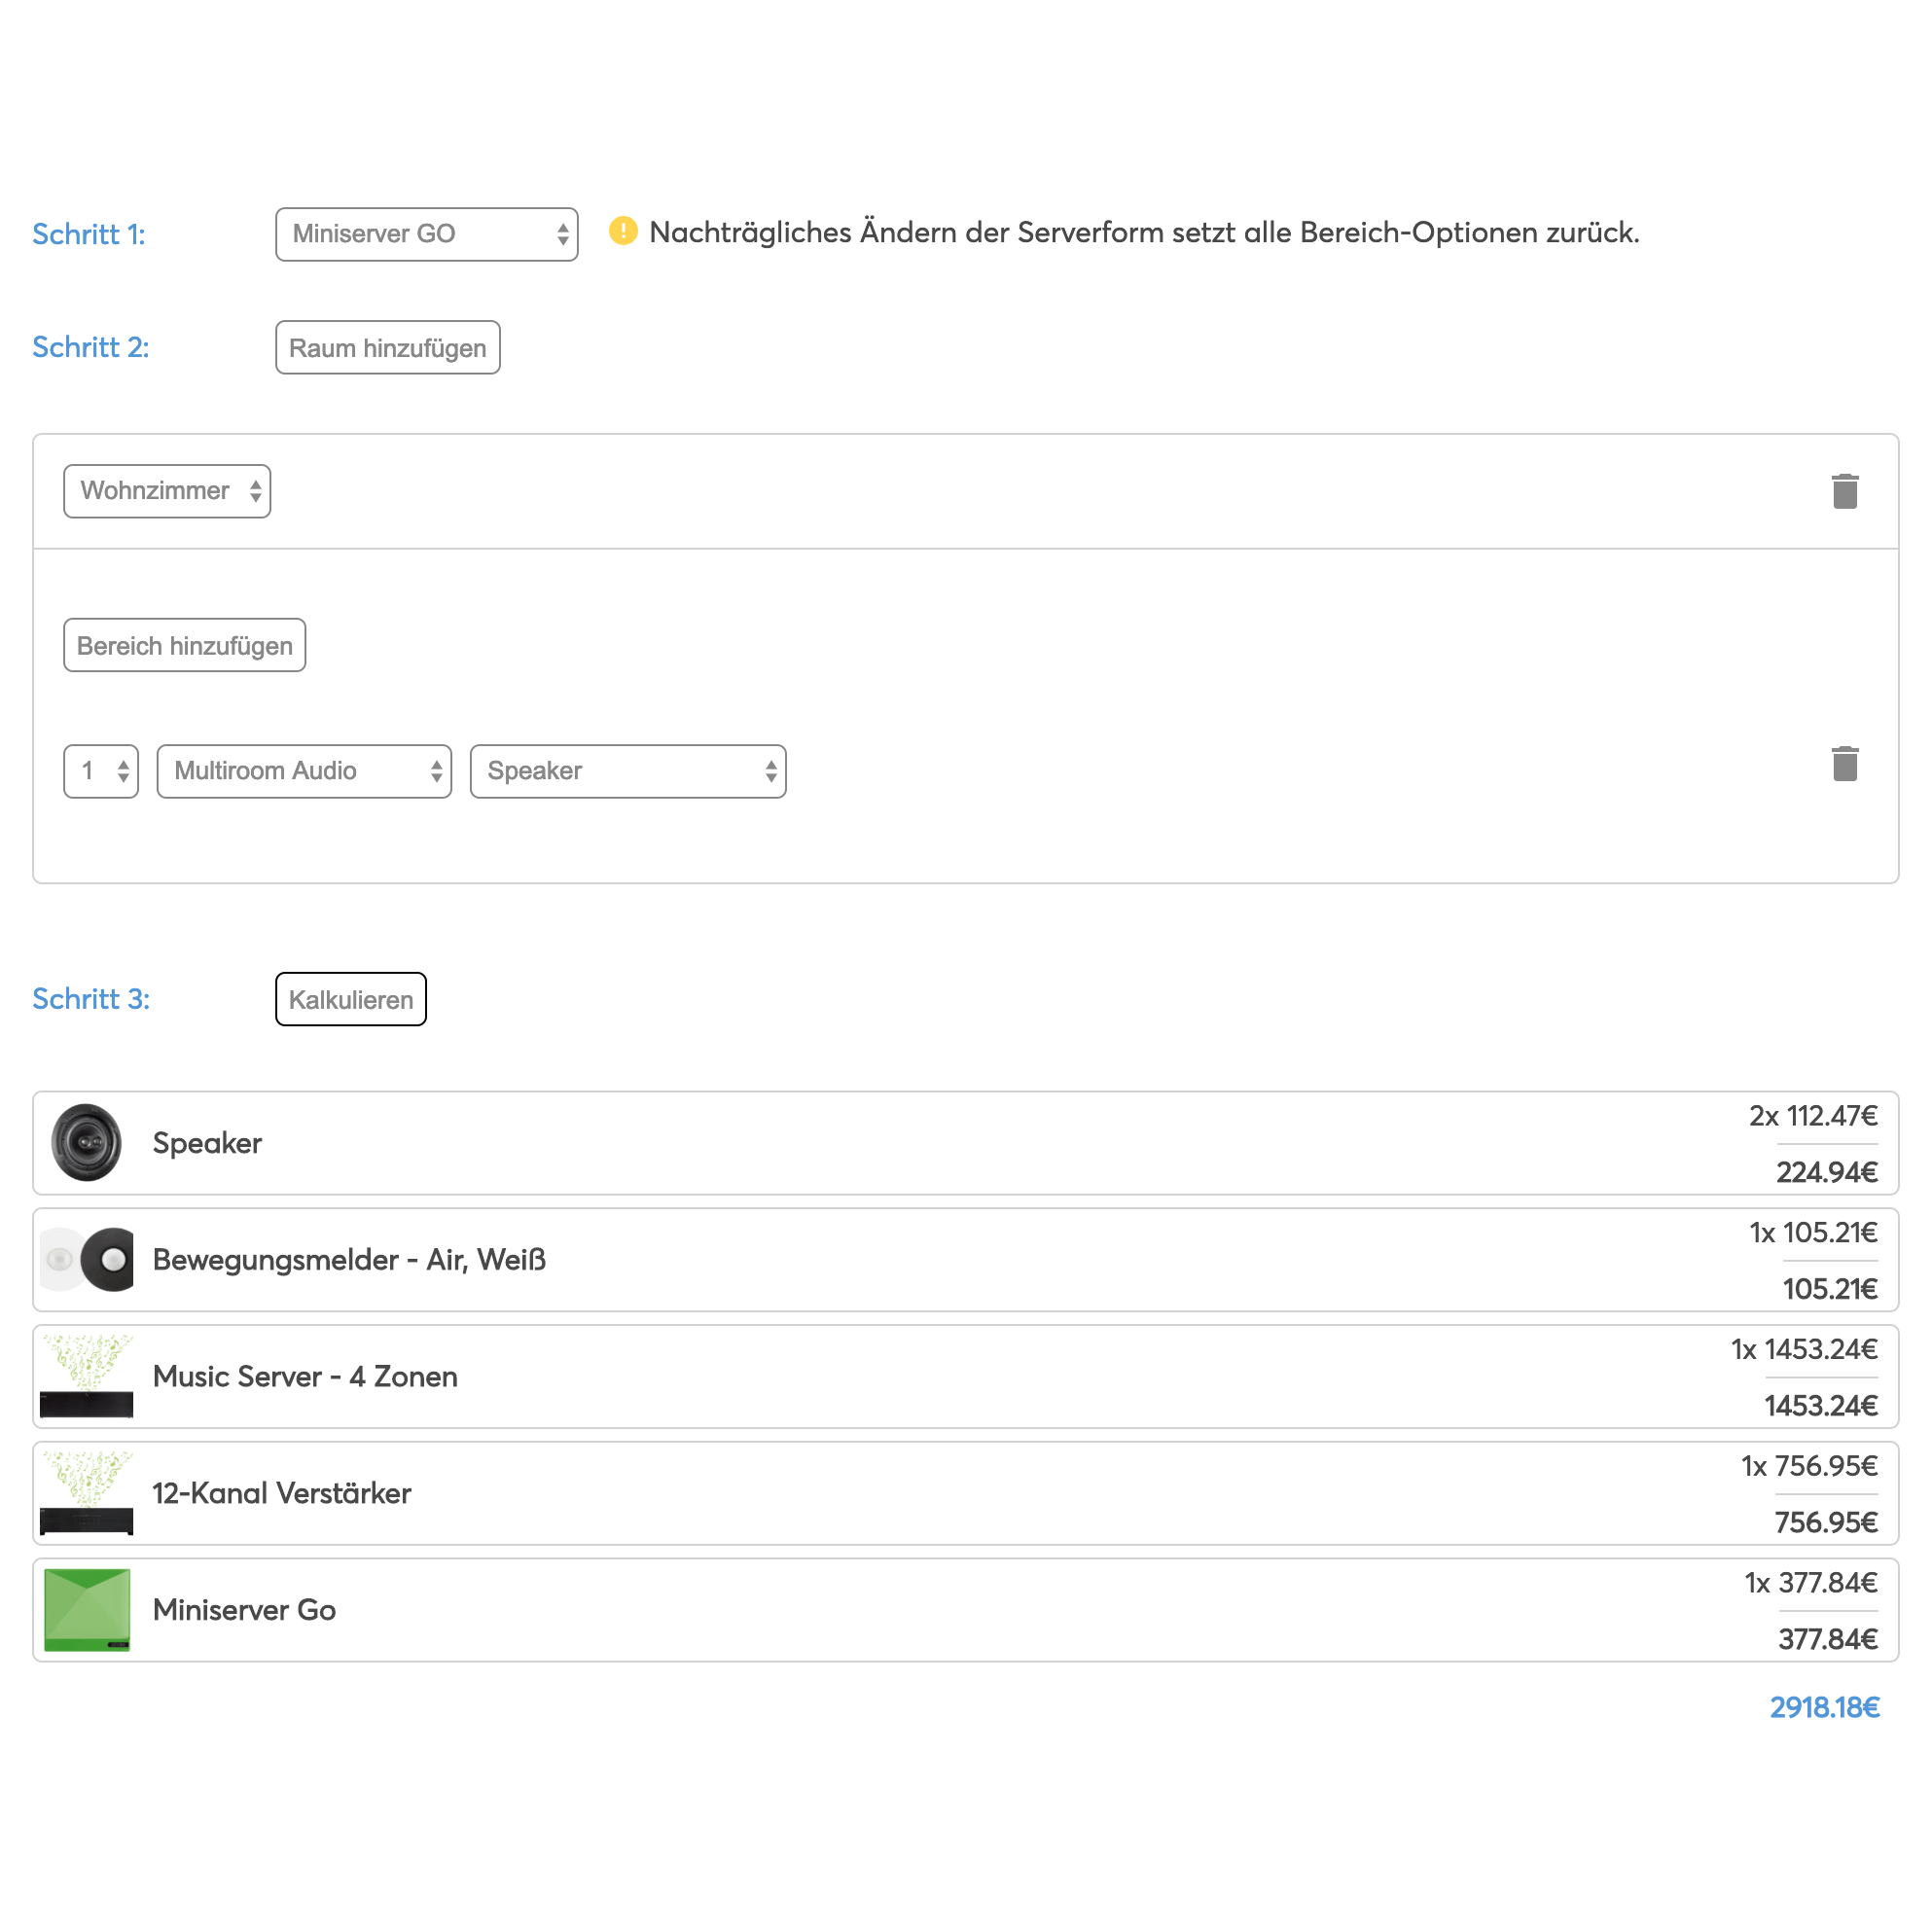 Schritt 1:
Miniserver GO
Nachträgliches Ändern der Serverform setzt alle Bereich-Optionen zurück.
Schritt 2:
Raum hinzufügen
Wohnzimmer
Bereich hinzufügen
1
Multiroom Audio
Speaker
Schritt 3:
Kalkulieren
Speaker
2x 112.47€
224.94€
Bewegungsmelder - Air, Weiß
1x 105.21€
105.21€
Music Server - 4 Zonen
1x 1453.24€
1453.24€
12-Kanal Verstärker
1x 756.95€
756.95€
Miniserver Go
1x 377.84€
377.84€
2918.18€